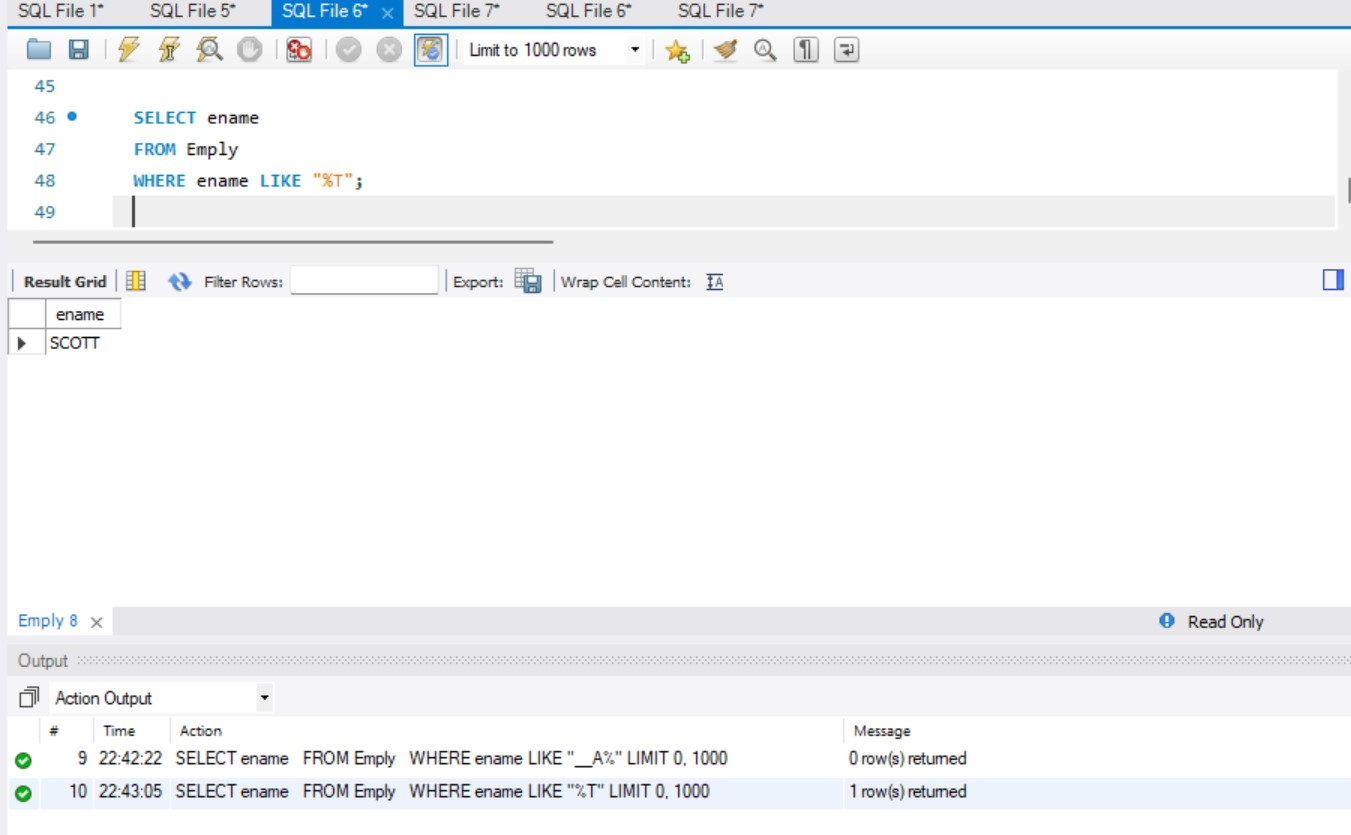 SQL File 1* SQL File 5* SQL File 6* SQL File 7* SQL File 6* SQL File 7*
Limit to 1000 rows
45
46 SELECT ename
47 FROM Emply
48 WHERE ename LIKE "%T";
49
Result Grid Filter Rows: Export: Wrap Cell Content:
ename
SCOTT
Emply 8 Read Only
Output
Action Output
# Time Action Message
9 22:42:22 SELECT ename FROM Emply WHERE ename LIKE "__A%" LIMIT 0, 1000 0 row(s) returned
10 22:43:05 SELECT ename FROM Emply WHERE ename LIKE "%T" LIMIT 0, 1000 1 row(s) returned